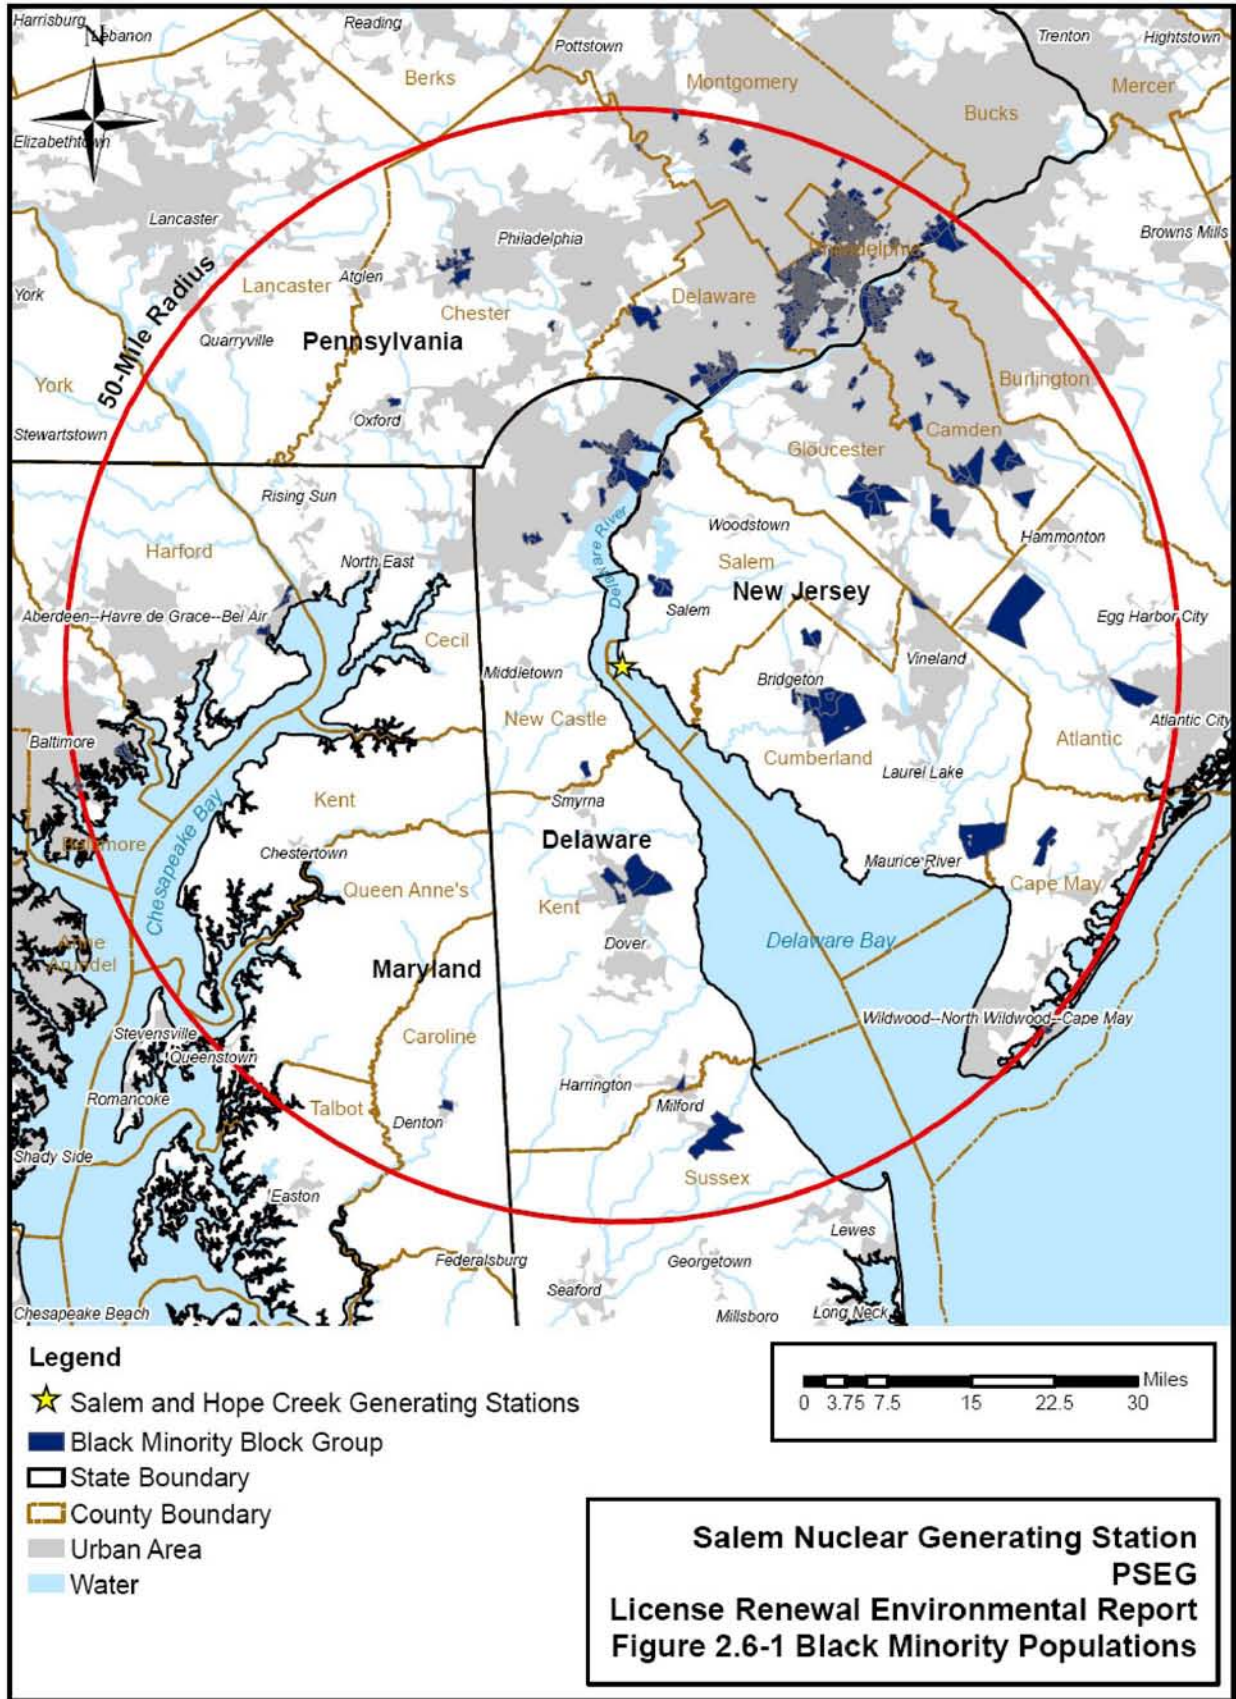 Harrisburg
Reading
N
Lebanon
Pottstown
Trenton
Hightstown
Berks
Montgomery
Mercer
Bucks
Elizabethtown
Lancaster
Philadelphia
Browns Mills
Philadelphia
York
50-Mile Radius
Lancaster
Atglen
Delaware
Chester
Quarryville
Pennsylvania
York
Burlington
Oxford
Stewartstown
Camden
Gloucester
Rising Sun
Woodstown
Delaware River
Hammonton
Harford
North East
Salem
New Jersey
Aberdeen--Havre de Grace--Bel Air
Salem
Egg Harbor City
Cecil
Middletown
Vineland
Bridgeton
New Castle
Atlantic City
Baltimore
Atlantic
Cumberland
Laurel Lake
Kent
Smyrna
Chesapeake Bay
Baltimore
Delaware
Chestertown
Maurice River
Queen Anne's
Cape May
Kent
Anne
Arundel
Dover
Delaware Bay
Maryland
Wildwood--North Wildwood--Cape May
Stevensville
Caroline
Queenstown
Harrington
Romancoke
Talbot
Milford
Denton
Shady Side
Sussex
Easton
Lewes
Federalsburg
Georgetown
Seaford
Chesapeake Beach
Millsboro
Long Neck
Legend
Salem and Hope Creek Generating Stations
Black Minority Block Group
State Boundary
County Boundary
Urban Area
Water
Miles
0 3.75 7.5 15 22.5 30
Salem Nuclear Generating Station
PSEG
License Renewal Environmental Report
Figure 2.6-1 Black Minority Populations